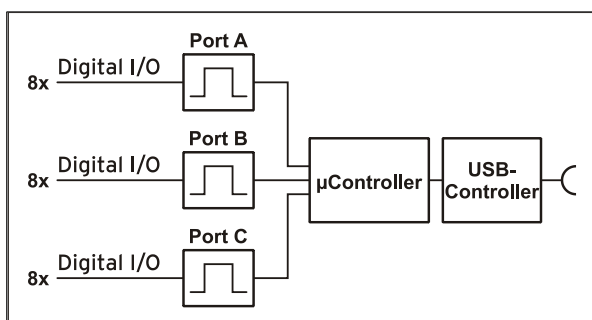 Port A
8x Digital I/O
Port B
8x Digital I/O
µController
USB-
Controller
Port C
8x Digital I/O